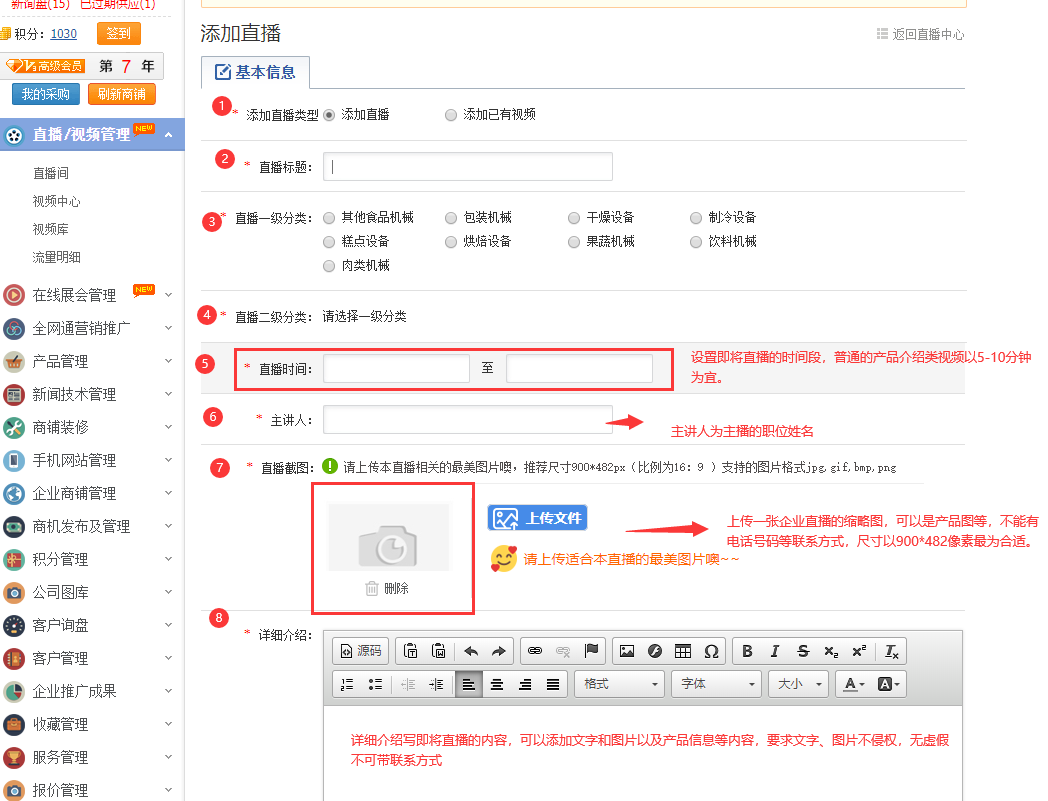 新询盘(15) 已过期供应(1)
积分: 1030 签到
V3高级会员 第 7 年
我的采购 刷新商铺
直播/视频管理 NEW
直播间
视频中心
视频库
流量明细
在线展会管理 NEW
全网通营销推广
产品管理
新闻技术管理
商铺装修
手机网站管理
企业商铺管理
商机发布及管理
积分管理
公司图库
客户询盘
客户管理
企业推广成果
收藏管理
服务管理
报价管理
添加直播 返回直播中心
基本信息
1 * 添加直播类型 添加直播 添加已有视频
2 * 直播标题:
3 * 直播一级分类: 其他食品机械 包装机械 干燥设备 制冷设备
糕点设备 烘焙设备 果蔬机械 饮料机械
肉类机械
4 * 直播二级分类: 请选择一级分类
5 * 直播时间: 至
设置即将直播的时间段，普通的产品介绍类视频以5-10分钟
为宜。
6 * 主讲人:
主讲人为主播的职位姓名
7 * 直播截图: 请上传本直播相关的最美图片噢，推荐尺寸900*482px（比例为16：9 ）支持的图片格式jpg,gif,bmp,png
上传文件
上传一张企业直播的缩略图，可以是产品图等，不能有
电话号码等联系方式，尺寸以900*482像素最为合适。
请上传适合本直播的最美图片噢~~
删除
8 * 详细介绍:
源码
B I S x₂ x² Tx
格式 字体 大小 A A
详细介绍写即将直播的内容，可以添加文字和图片以及产品信息等内容，要求文字、图片不侵权，无虚假
不可带联系方式